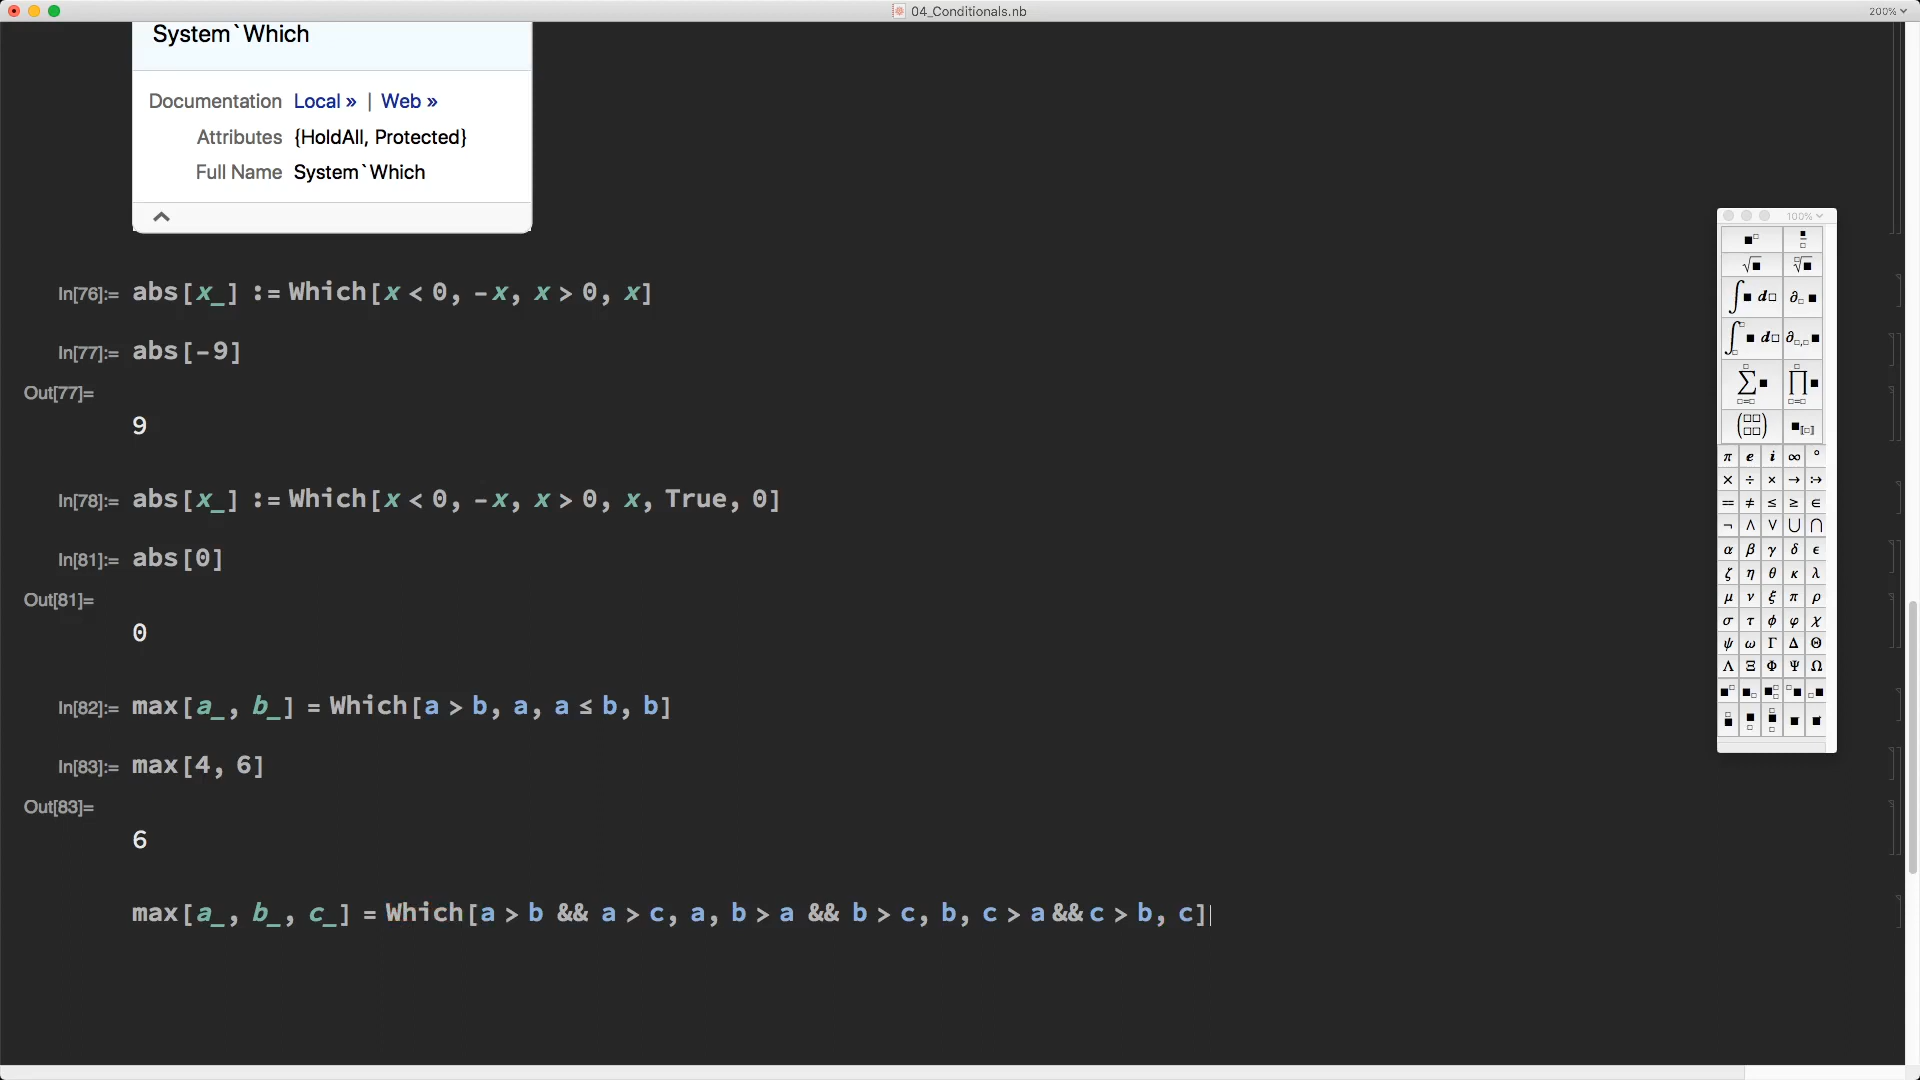 04_Conditionals.nb
200%
System`Which
Documentation Local » | Web »
Attributes {HoldAll, Protected}
Full Name System`Which
In[76]:= abs[x_] := Which[x < 0, -x, x > 0, x]
In[77]:= abs[-9]
Out[77]=
9
In[78]:= abs[x_] := Which[x < 0, -x, x > 0, x, True, 0]
In[81]:= abs[0]
Out[81]=
0
In[82]:= max[a_, b_] = Which[a > b, a, a ≤ b, b]
In[83]:= max[4, 6]
Out[83]=
6
max[a_, b_, c_] = Which[a > b && a > c, a, b > a && b > c, b, c > a && c > b, c]
100%
■□ ■/□
√■ □√■
∫■ d□ ∂□ ■
∫□□ ■ d□ ∂□,□ ■
∑□=□□ ■ ∏□=□□ ■
(□□ □□) ■〚□〛
π e i ∞ °
× ÷ × → :→
== ≠ ≤ ≥ ∈
¬ ∧ ∨ ∪ ∩
α β γ δ ϵ
ζ η θ κ λ
μ ν ξ π ρ
σ τ ϕ φ χ
ψ ω Γ Δ Θ
Λ Ξ Φ Ψ Ω